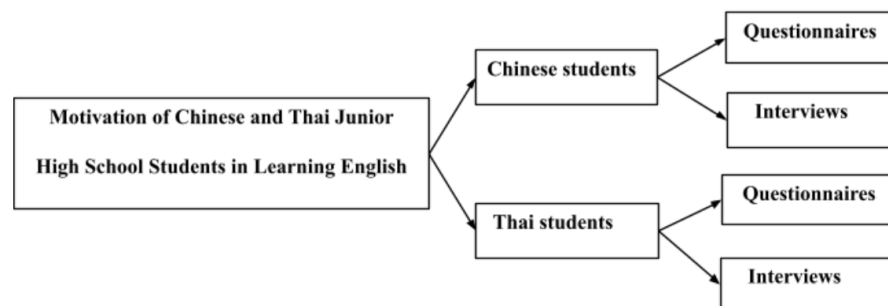 Motivation of Chinese and Thai Junior
High School Students in Learning English
Chinese students
Questionnaires
Interviews
Thai students
Questionnaires
Interviews